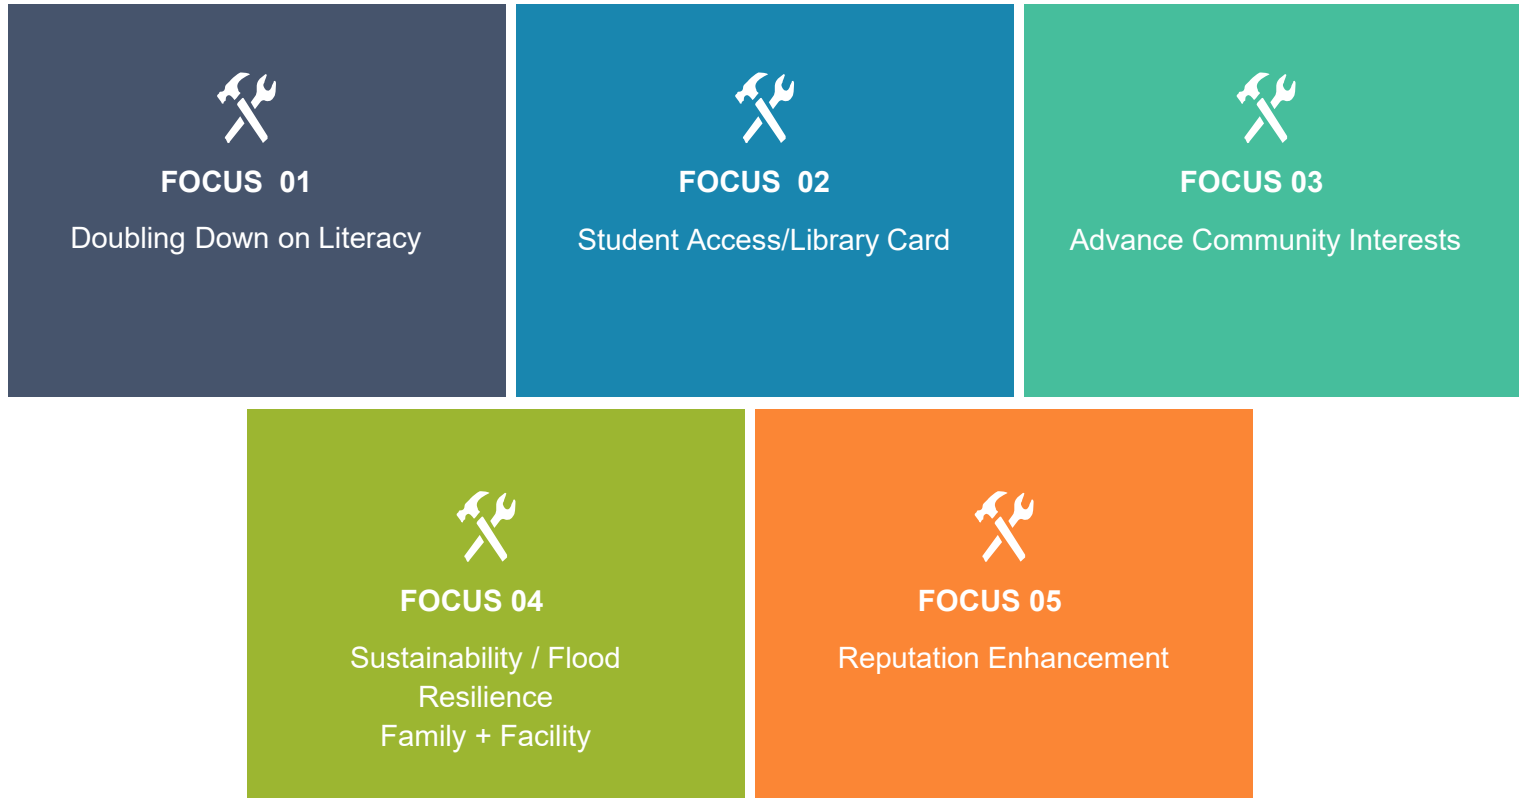 FOCUS 01
Doubling Down on Literacy
FOCUS 02
Student Access/Library Card
FOCUS 03
Advance Community Interests
FOCUS 04
Sustainability / Flood
Resilience
Family + Facility
FOCUS 05
Reputation Enhancement